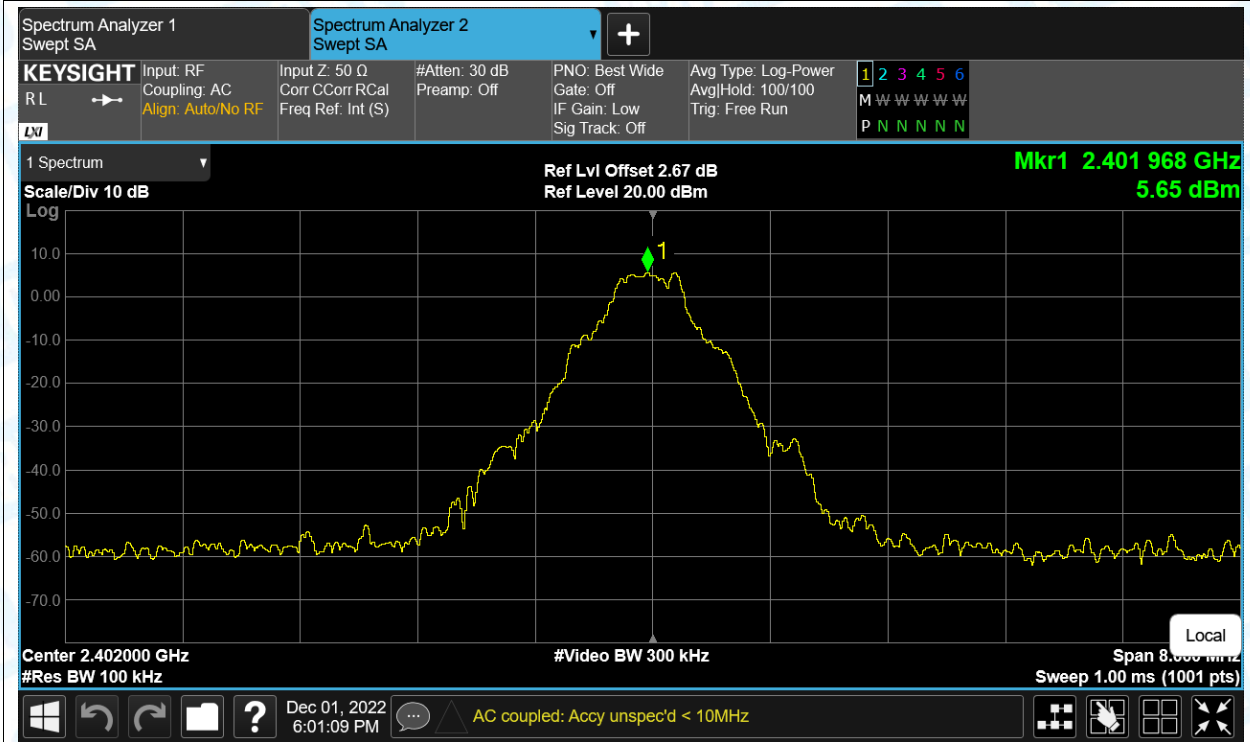 Spectrum Analyzer 1
Swept SA
Spectrum Analyzer 2
Swept SA
+
KEYSIGHT
R L
LXI
Input: RF
Coupling: AC
Align: Auto/No RF
Input Z: 50 Ω
Corr CCorr RCal
Freq Ref: Int (S)
#Atten: 30 dB
Preamp: Off
PNO: Best Wide
Gate: Off
IF Gain: Low
Sig Track: Off
Avg Type: Log-Power
Avg|Hold: 100/100
Trig: Free Run
1 2 3 4 5 6
M W W W W W
P N N N N N
1 Spectrum
Scale/Div 10 dB
Log
Ref Lvl Offset 2.67 dB
Ref Level 20.00 dBm
Mkr1 2.401 968 GHz
5.65 dBm
1
10.0
0.00
-10.0
-20.0
-30.0
-40.0
-50.0
-60.0
-70.0
Local
Center 2.402000 GHz
#Video BW 300 kHz
Span 8.000 MHz
#Res BW 100 kHz
Sweep 1.00 ms (1001 pts)
?
Dec 01, 2022
6:01:09 PM
AC coupled: Accy unspec'd < 10MHz